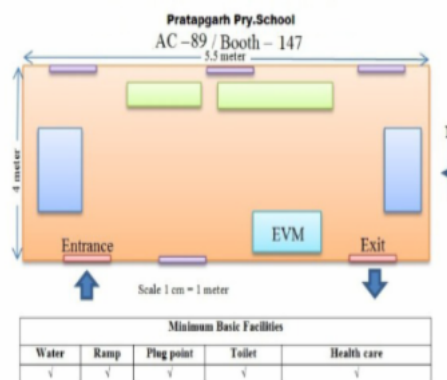 Pratapgarh Pry.School
AC -89 / Booth – 147
5.5 meter
4 meter
EVM
Entrance
Exit
Scale 1 cm = 1 meter
Minimum Basic Facilities
Water Ramp Plug point Toilet Health care
√ √ √ √ √